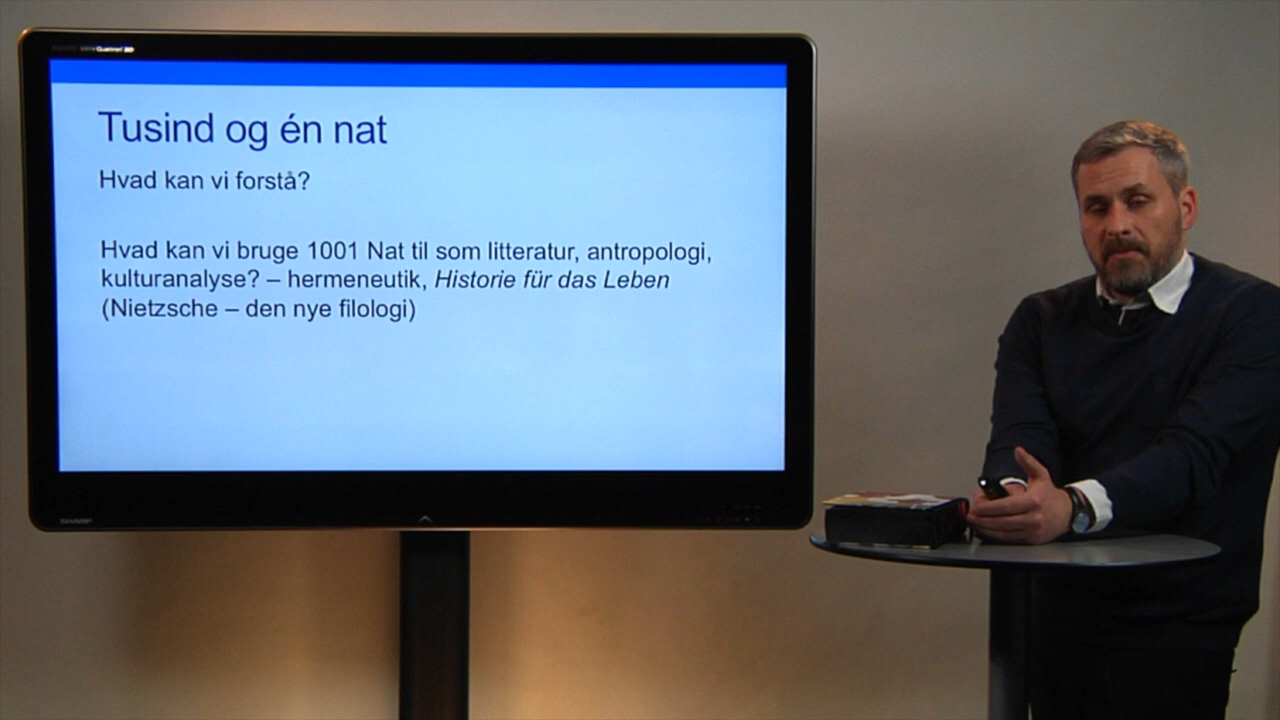 Tusind og én nat
Hvad kan vi forstå?
Hvad kan vi bruge 1001 Nat til som litteratur, antropologi,
kulturanalyse? – hermeneutik, Historie für das Leben
(Nietzsche – den nye filologi)